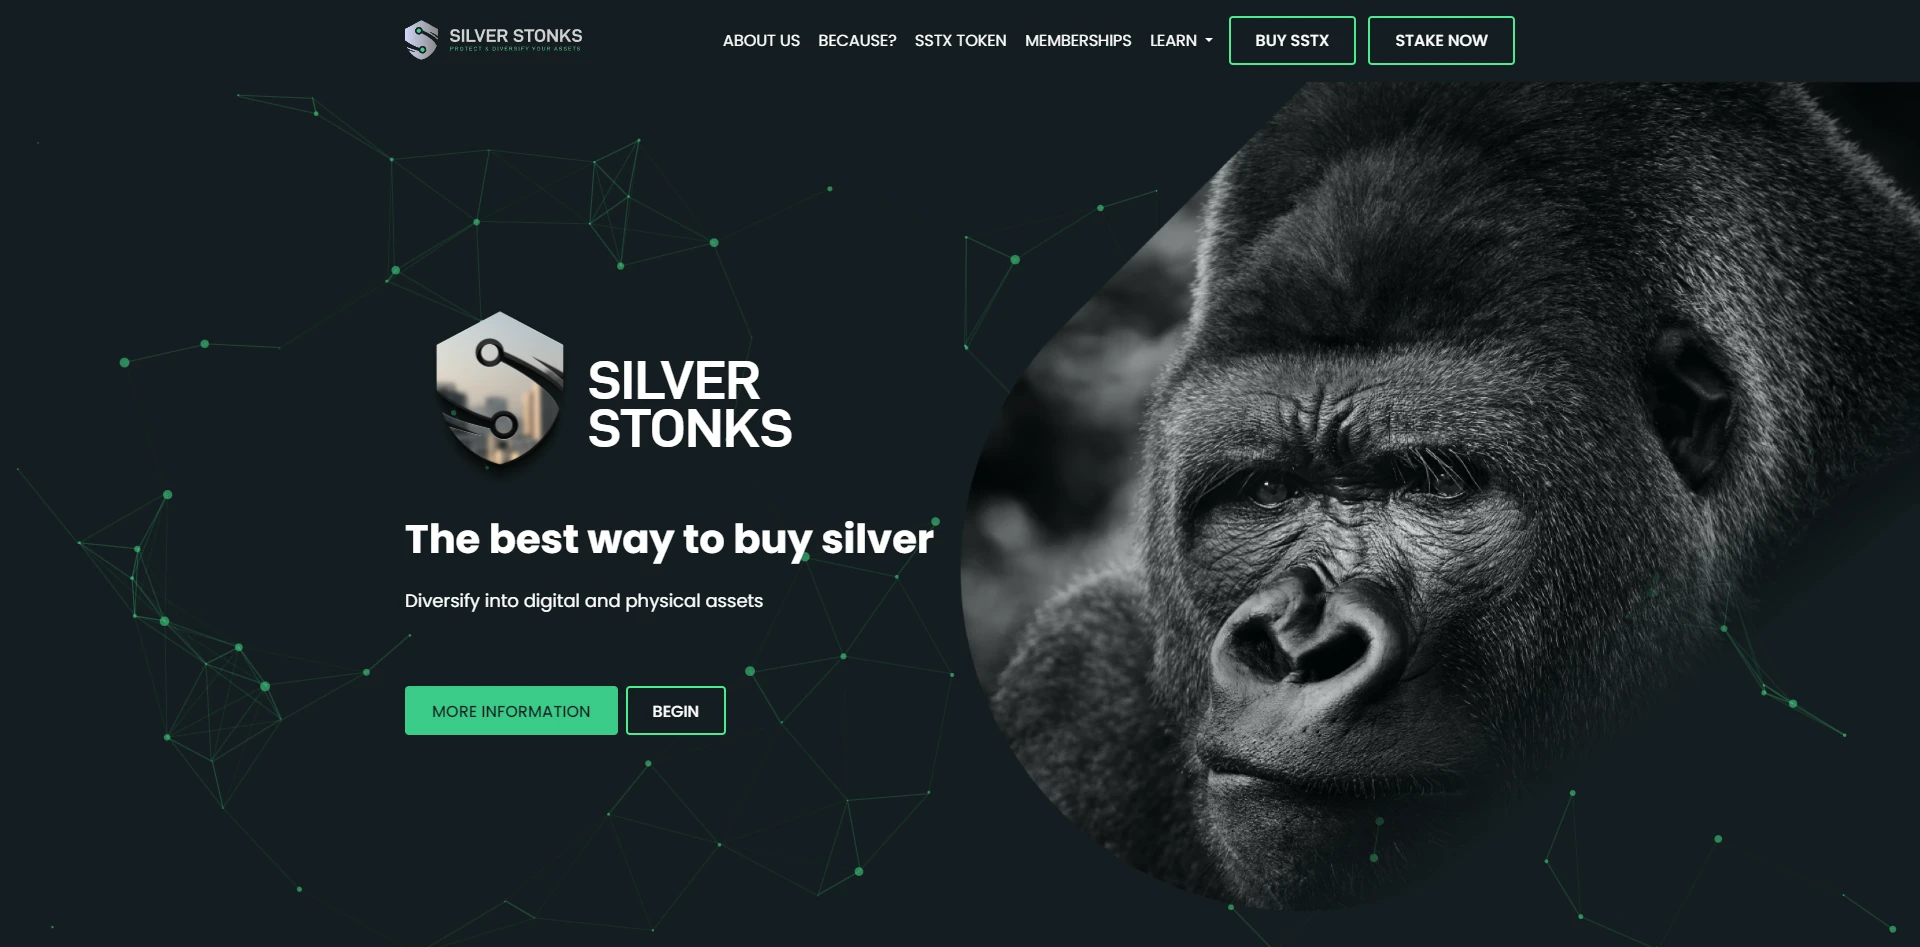 SILVER STONKS
PROTECT & DIVERSIFY YOUR ASSETS
ABOUT US
BECAUSE?
SSTX TOKEN
MEMBERSHIPS
LEARN
BUY SSTX
STAKE NOW
SILVER
STONKS
The best way to buy silver
Diversify into digital and physical assets
MORE INFORMATION
BEGIN